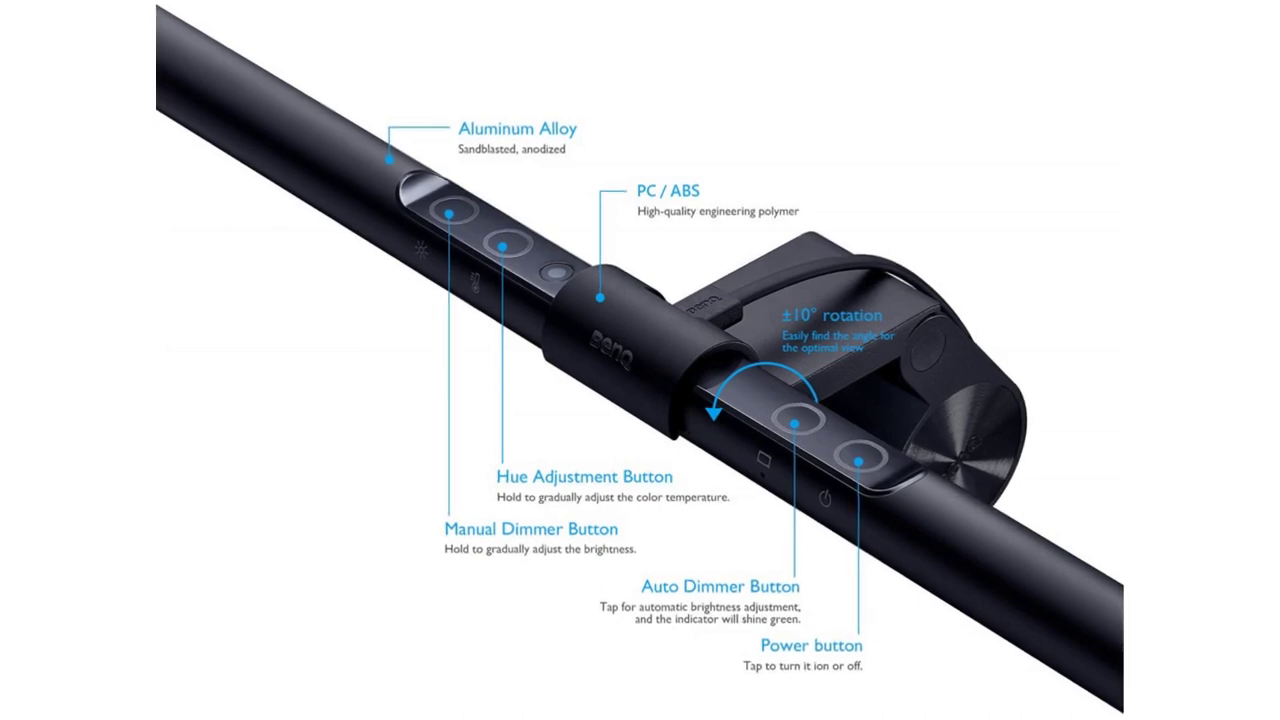 Aluminum Alloy
Sandblasted, anodized
PC / ABS
High-quality engineering polymer
BenQ
BenQ
±10° rotation
Easily find the angle for
the optimal view
Hue Adjustment Button
Hold to gradually adjust the color temperature.
Manual Dimmer Button
Hold to gradually adjust the brightness.
Auto Dimmer Button
Tap for automatic brightness adjustment,
and the indicator will shine green.
Power button
Tap to turn it ion or off.